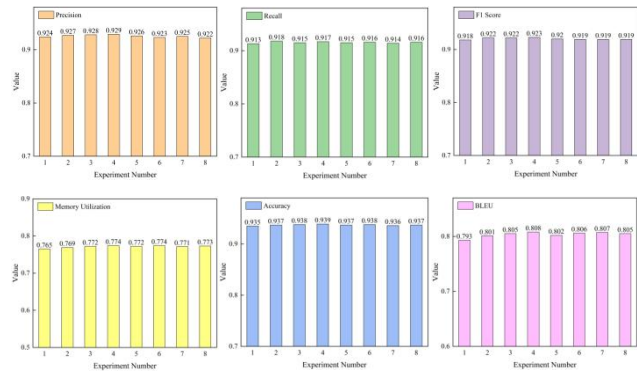 Precision
0.924 0.927 0.928 0.929 0.926 0.923 0.925 0.922
0.9
0.8
0.7
Value
1 2 3 4 5 6 7 8
Experiment Number
Recall
0.913 0.918 0.915 0.917 0.915 0.916 0.914 0.916
0.9
0.8
0.7
Value
1 2 3 4 5 6 7 8
Experiment Number
F1 Score
0.918 0.922 0.922 0.923 0.92 0.919 0.919 0.919
0.9
0.8
0.7
Value
1 2 3 4 5 6 7 8
Experiment Number
Memory Utilization
0.765 0.769 0.772 0.774 0.772 0.774 0.771 0.773
0.9
0.8
0.7
0.6
0.5
Value
1 2 3 4 5 6 7 8
Experiment Number
Accuracy
0.935 0.937 0.938 0.939 0.937 0.938 0.936 0.937
0.9
0.8
0.7
Value
1 2 3 4 5 6 7 8
Experiment Number
BLEU
0.793 0.801 0.805 0.808 0.802 0.806 0.807 0.805
0.8
0.6
Value
1 2 3 4 5 6 7 8
Experiment Number